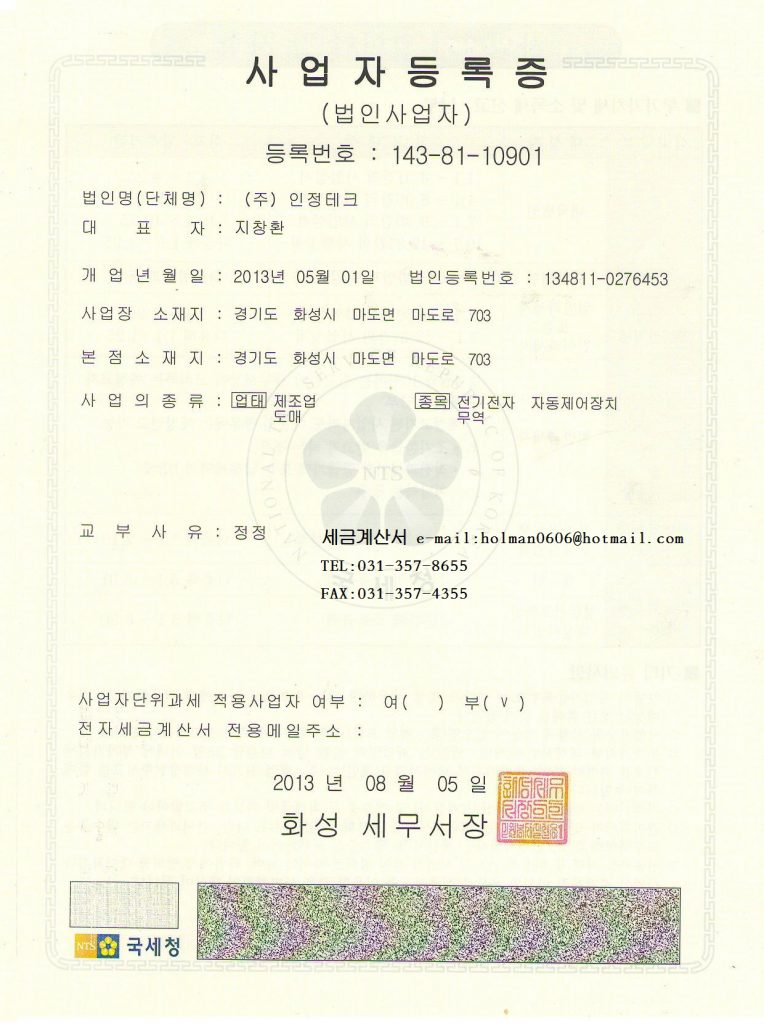 사업자등록증
(법인사업자)
등록번호 : 143-81-10901
법인명(단체명) : (주) 인정테크
대 표 자 : 지창환
개 업 년 월 일 : 2013년 05월 01일 법인등록번호 : 134811-0276453
사업장 소재지 : 경기도 화성시 마도면 마도로 703
본 점 소 재 지 : 경기도 화성시 마도면 마도로 703
사 업 의 종 류 : 업태 제조업 종목 전기전자 자동제어장치
도매 무역
NTS
교 부 사 유 : 정정 세금계산서 e-mail:holman0606@hotmail.com
TEL:031-357-8655
FAX:031-357-4355
사업자단위과세 적용사업자 여부 : 여( ) 부( v )
전자세금계산서 전용메일주소 :
2013 년 08 월 05 일
화성 세무서장
NTS 국세청